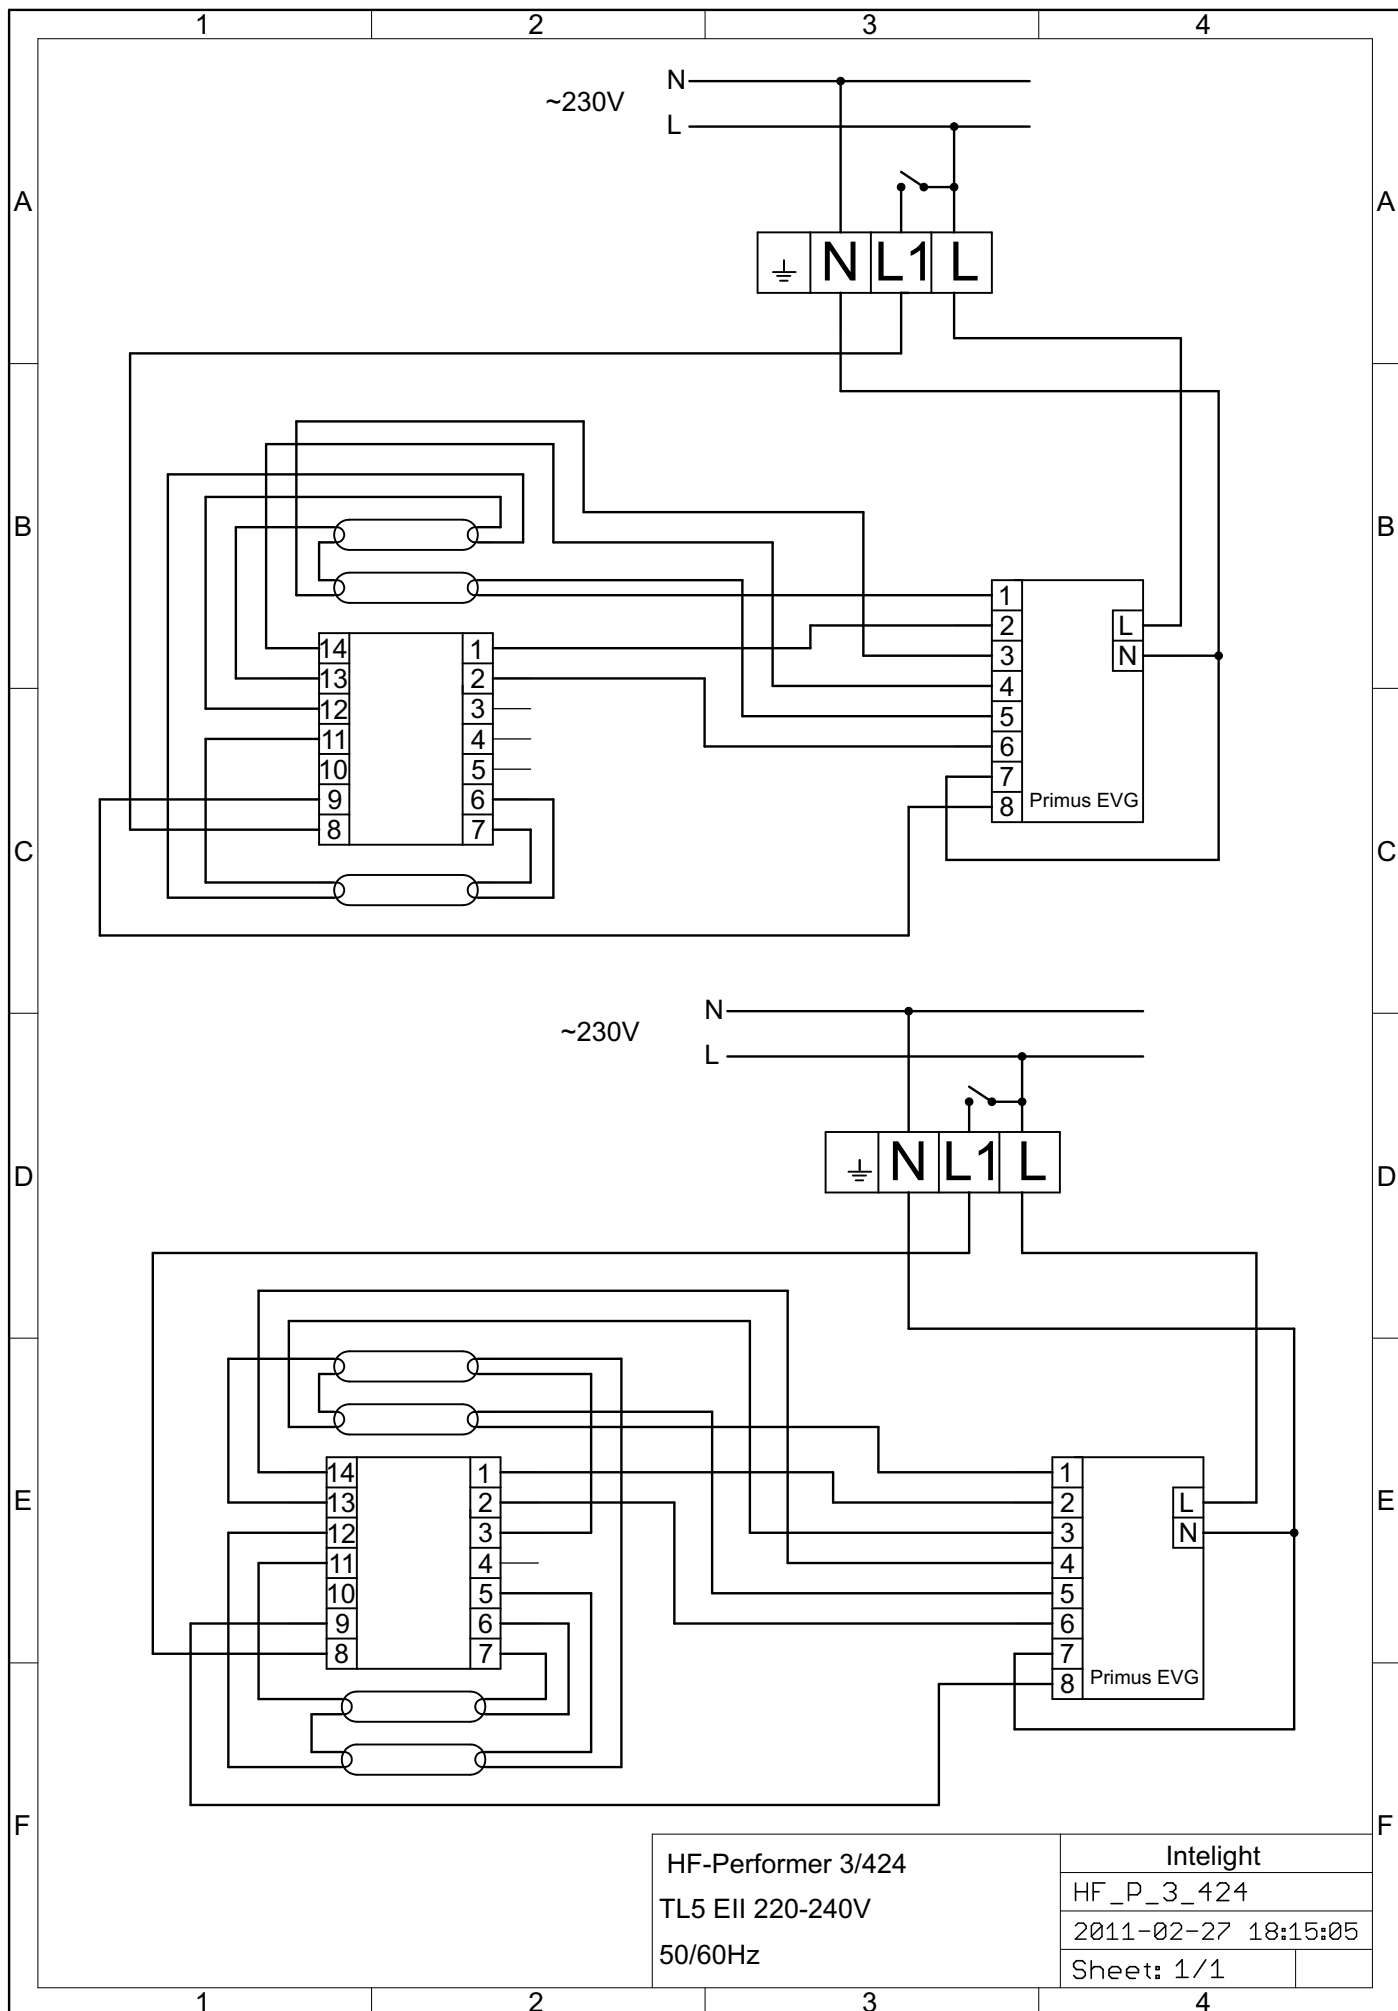 1 2 3 4
N
~230V
L
A A
N L1 L
B B
1
2 L
14 1 3 N
13 2 4
12 3 5
11 4 6
10 5 7
9 6 8 Primus EVG
8 7
C C
N
~230V
L
D D
N L1 L
14 1 1
E 13 2 2 L E
12 3 3 N
11 4 4
10 5 5
9 6 6
8 7 7
8 Primus EVG
F F
HF-Performer 3/424
TL5 EII 220-240V
50/60Hz
Intelight
HF_P_3_424
2011-02-27 18:15:05
Sheet: 1/1
1 2 3 4